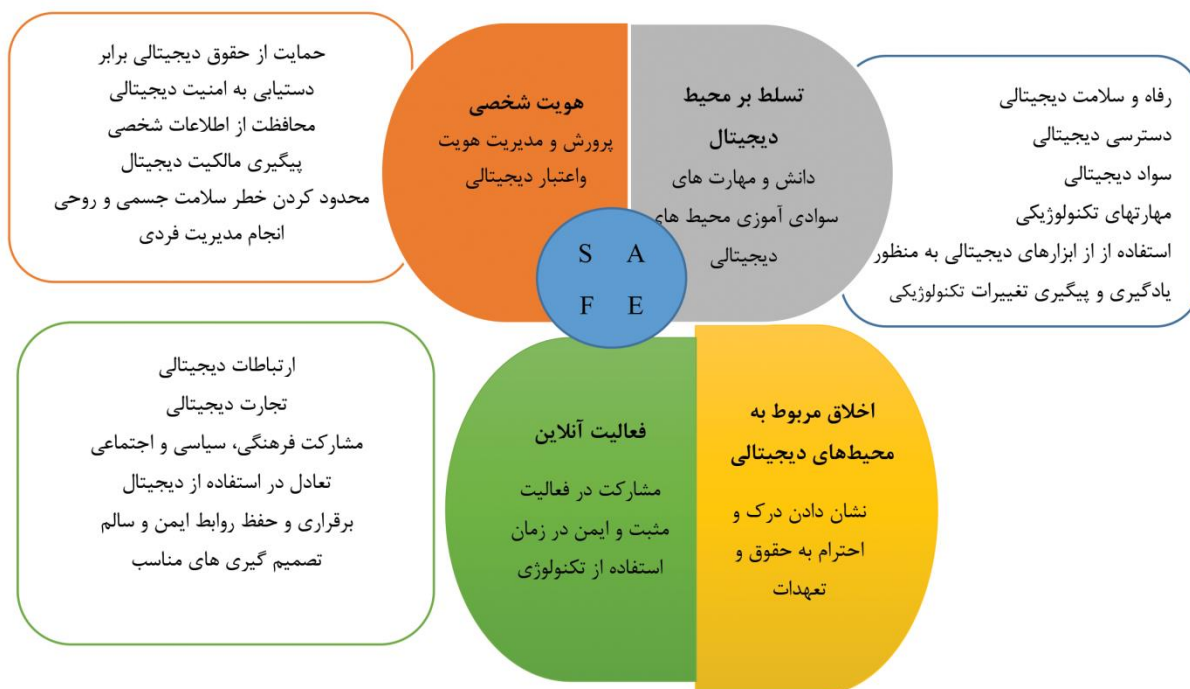 حمایت از حقوق دیجیتالی برابر
دستیابی به امنیت دیجیتالی
محافظت از اطلاعات شخصی
پیگیری مالکیت دیجیتال
محدود کردن خطر سلامت جسمی و روحی
انجام مدیریت فردی
هویت شخصی
پرورش و مدیریت هویت
واعتبار دیجیتالی
تسلط بر محیط
دیجیتال
دانش و مهارت های
سوادی آموزی محیط های
دیجیتالی
رفاه و سلامت دیجیتالی
دسترسی دیجیتالی
سواد دیجیتالی
مهارتهای تکنولوژیکی
استفاده از از ابزارهای دیجیتالی به منظور
یادگیری و پیگیری تغییرات تکنولوژیکی
S A
F E
ارتباطات دیجیتالی
تجارت دیجیتالی
مشارکت فرهنگی، سیاسی و اجتماعی
تعادل در استفاده از دیجیتال
برقراری و حفظ روابط ایمن و سالم
تصمیم گیری های مناسب
فعالیت آنلاین
مشارکت در فعالیت
مثبت و ایمن در زمان
استفاده از تکنولوژی
اخلاق مربوط به
محیط‌های دیجیتالی
نشان دادن درک و
احترام به حقوق و
تعهدات